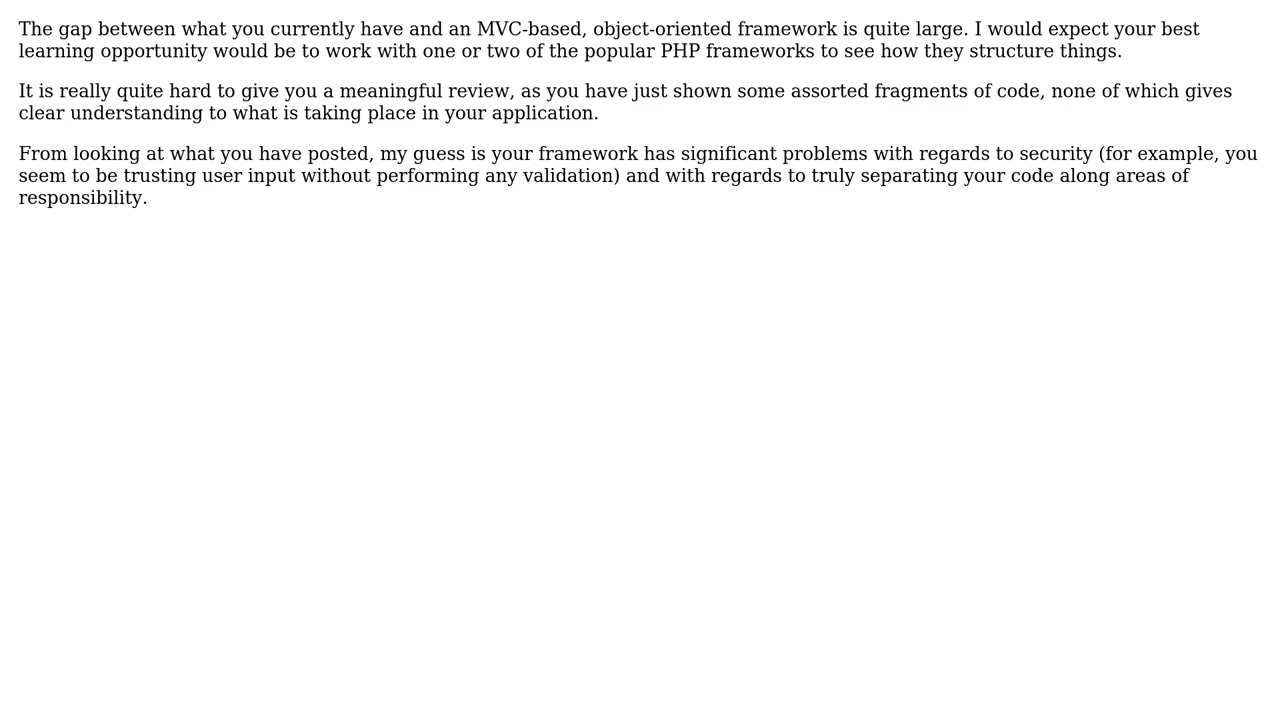 The gap between what you currently have and an MVC-based, object-oriented framework is quite large. I would expect your best
learning opportunity would be to work with one or two of the popular PHP frameworks to see how they structure things.
It is really quite hard to give you a meaningful review, as you have just shown some assorted fragments of code, none of which gives
clear understanding to what is taking place in your application.
From looking at what you have posted, my guess is your framework has significant problems with regards to security (for example, you
seem to be trusting user input without performing any validation) and with regards to truly separating your code along areas of
responsibility.